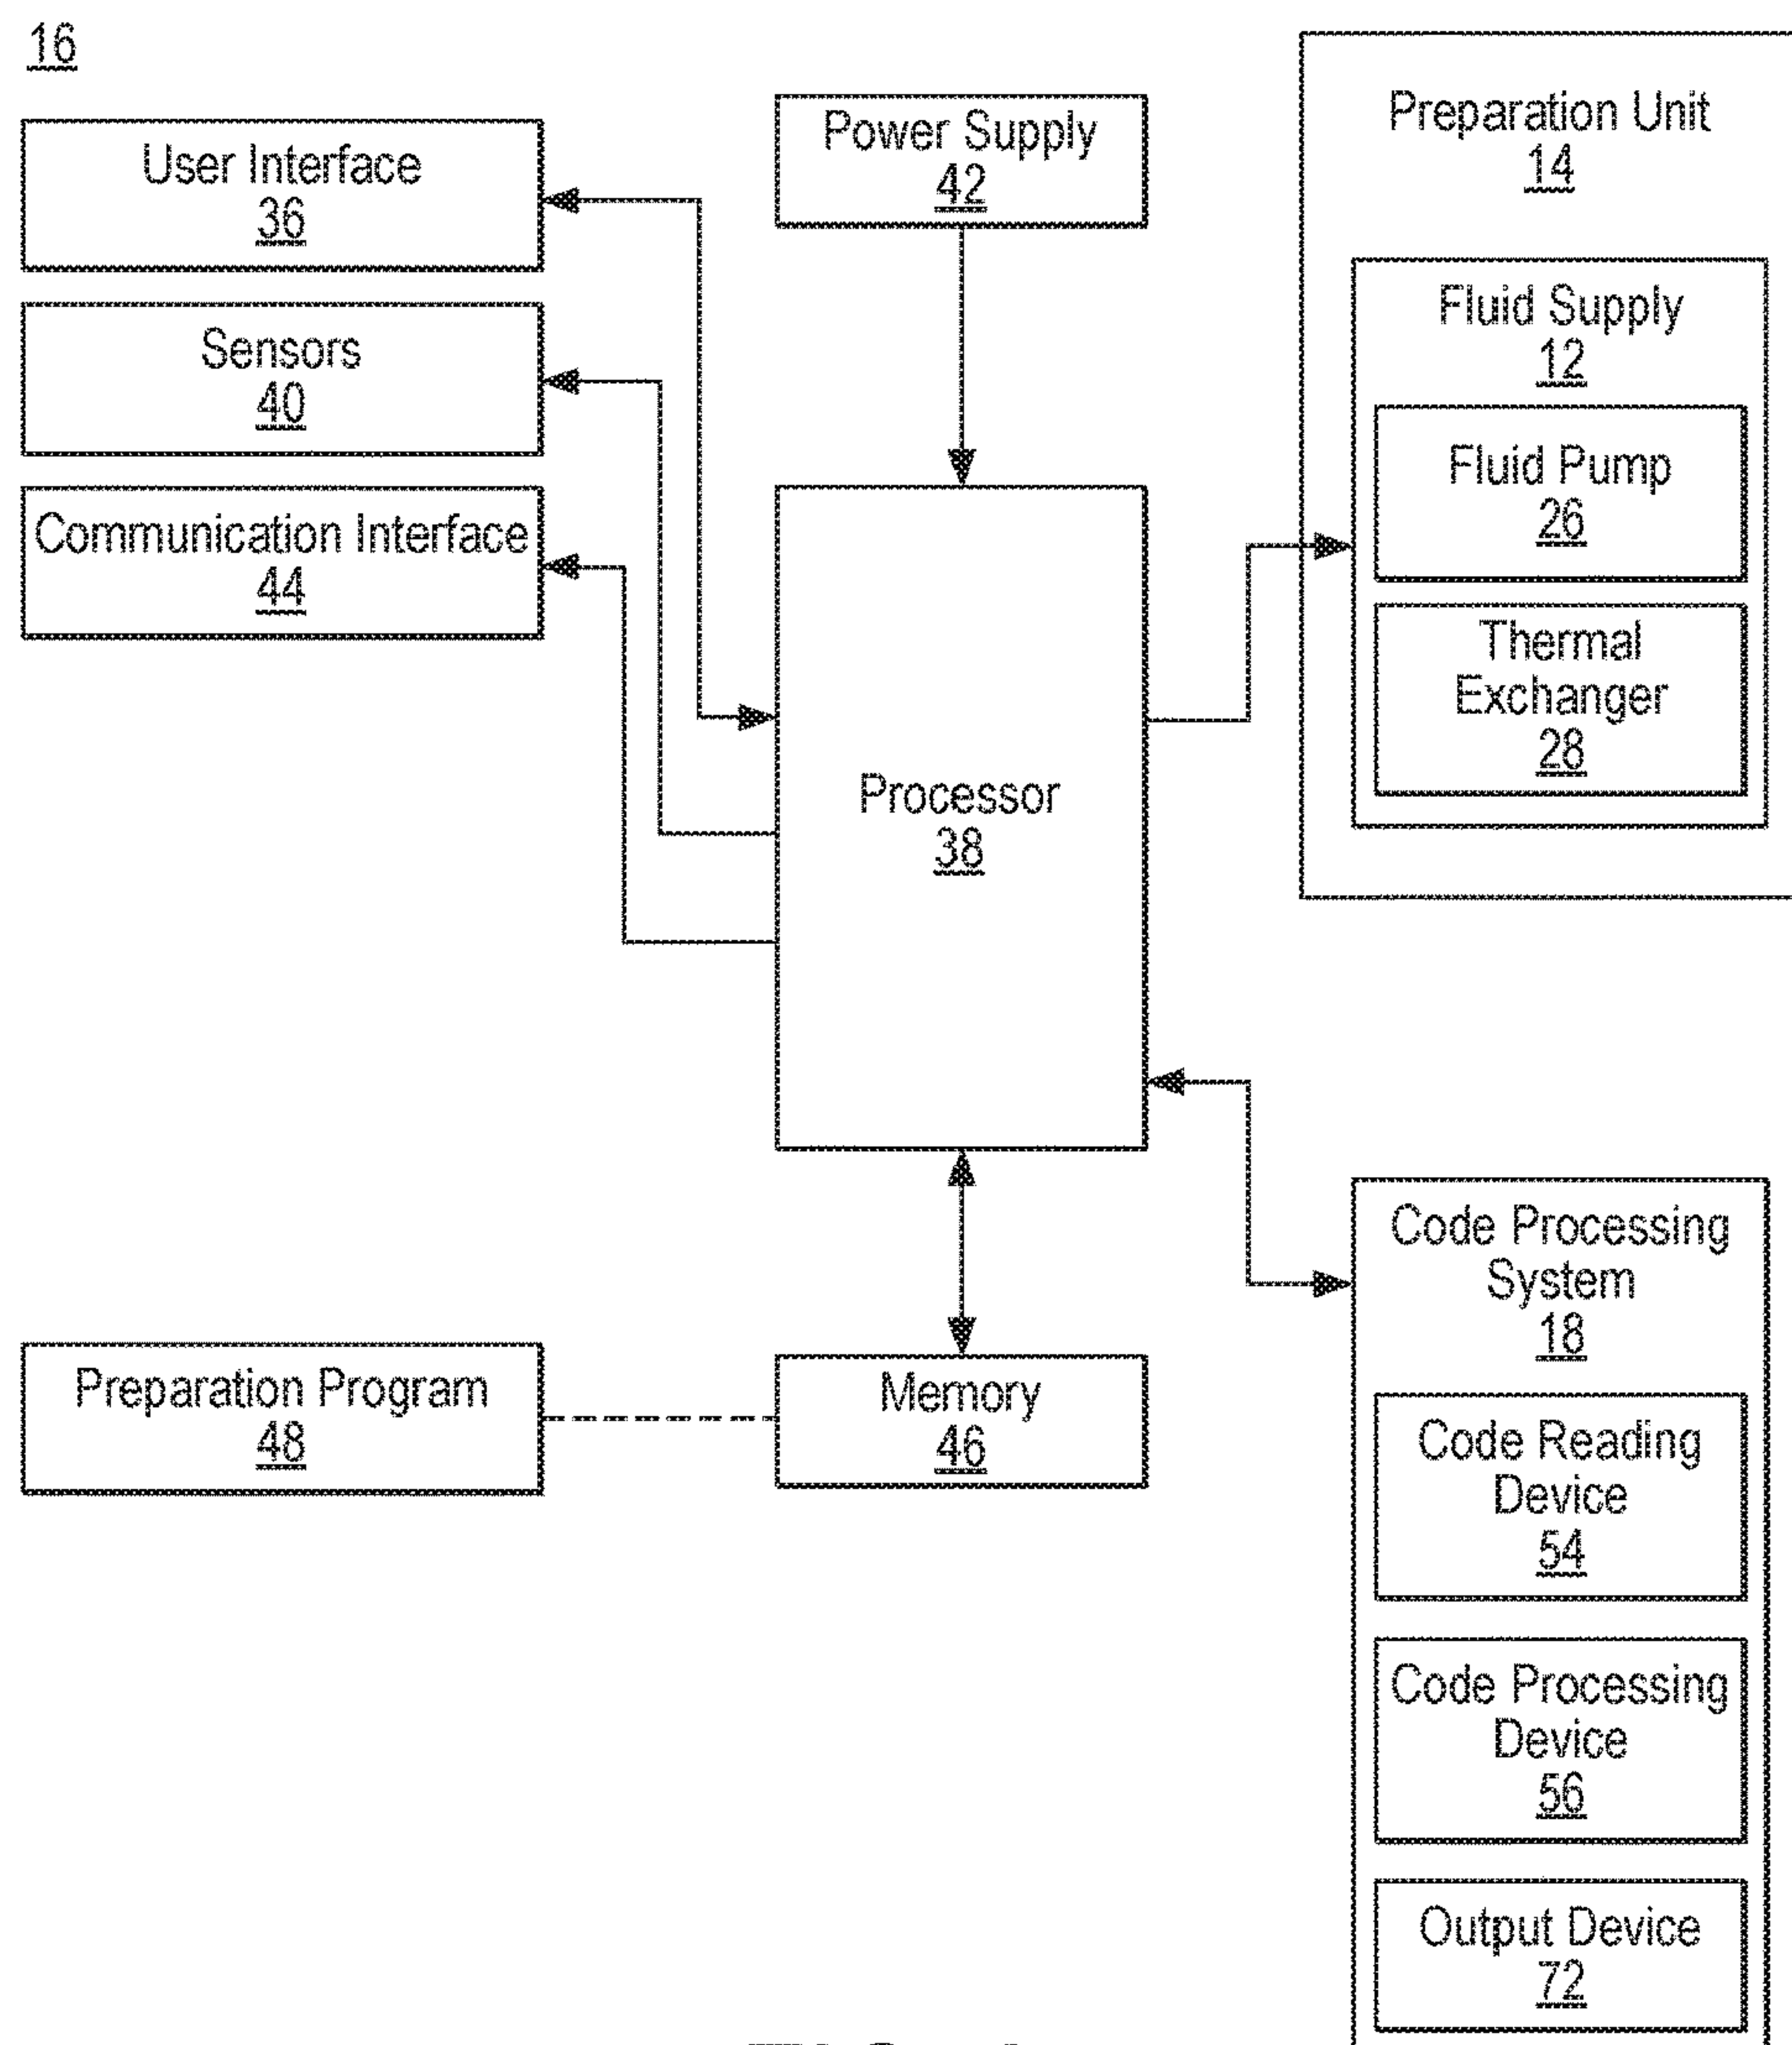 16
User Interface
36
Sensors
40
Communication Interface
44
Power Supply
42
Processor
38
Preparation Unit
14
Fluid Supply
12
Fluid Pump
26
Thermal
Exchanger
28
Preparation Program
48
Memory
46
Code Processing
System
18
Code Reading
Device
54
Code Processing
Device
56
Output Device
72